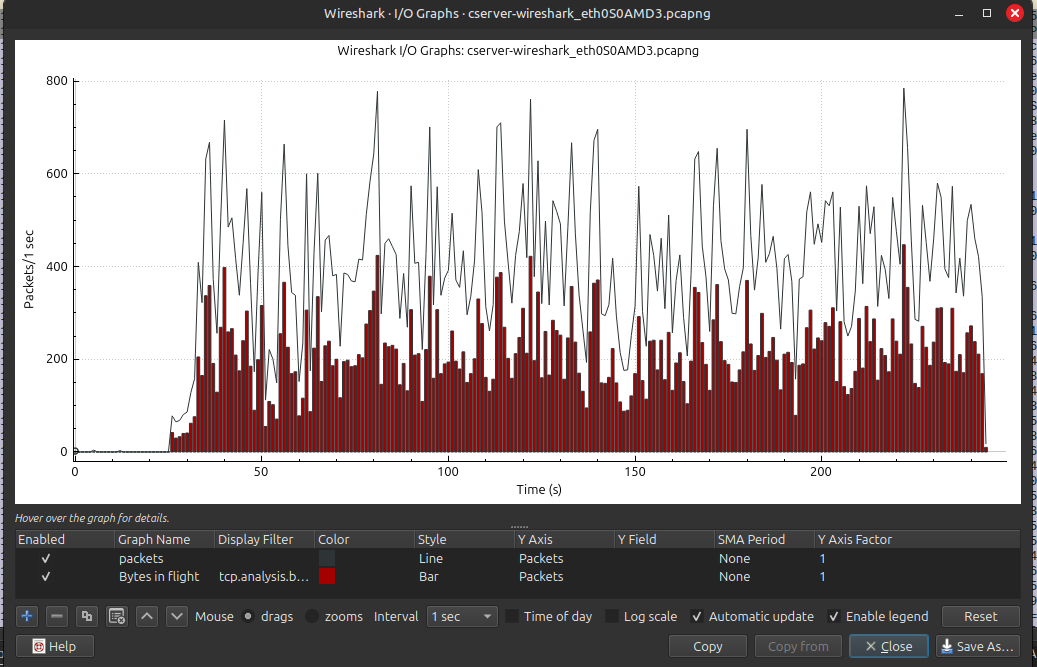 Wireshark · I/O Graphs · cserver-wireshark_eth0S0AMD3.pcapng
Wireshark I/O Graphs: cserver-wireshark_eth0S0AMD3.pcapng
800
600
400
200
0
Packets/1 sec
0 50 100 150 200
Time (s)
Hover over the graph for details.
Enabled Graph Name Display Filter Color Style Y Axis Y Field SMA Period Y Axis Factor
✓ packets Line Packets None 1
✓ Bytes in flight tcp.analysis.b... Bar Packets None 1
Mouse drags zooms Interval 1 sec Time of day Log scale ✓ Automatic update ✓ Enable legend Reset
Help Copy Copy from Close Save As...